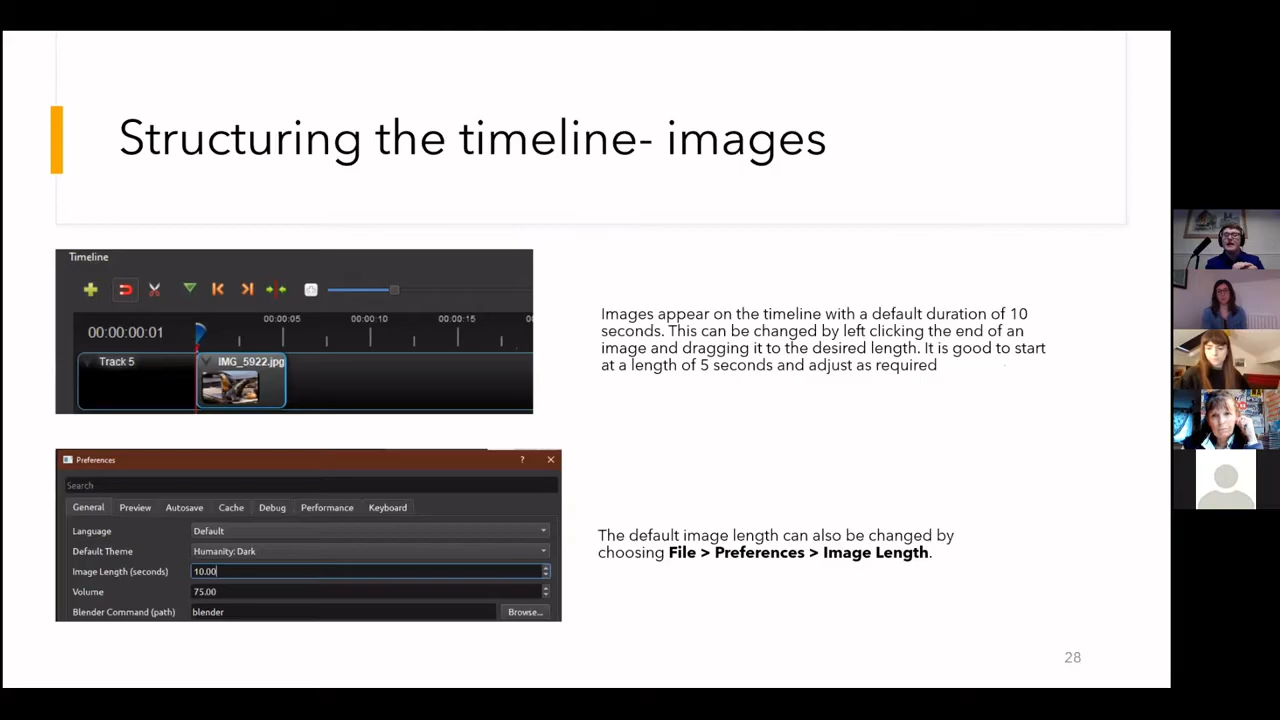 Structuring the timeline- images
Timeline
00:00:05 00:00:10 00:00:15 00
00:00:00:01
Track 5
IMG_5922.jpg
Images appear on the timeline with a default duration of 10
seconds. This can be changed by left clicking the end of an
image and dragging it to the desired length. It is good to start
at a length of 5 seconds and adjust as required
Preferences ?
Search
General Preview Autosave Cache Debug Performance Keyboard
Language Default
Default Theme Humanity: Dark
Image Length (seconds) 10.00
Volume 75.00
Blender Command (path) blender Browse...
The default image length can also be changed by
choosing File > Preferences > Image Length.
28